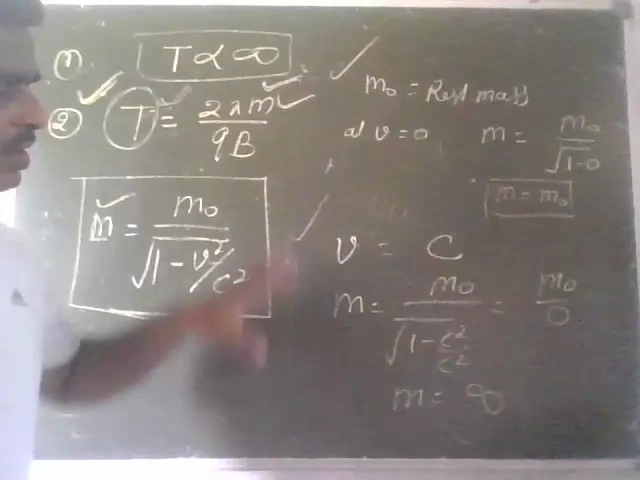 1) T ∝ ∞
2) T = 2πm / qB
m = m₀ / √1 - v²/c²
m₀ = Rest mass
at v = 0 m = m₀ / √1-0
m = m₀
v = c
m = m₀ / √1 - c²/c² = m₀ / 0
m = ∞